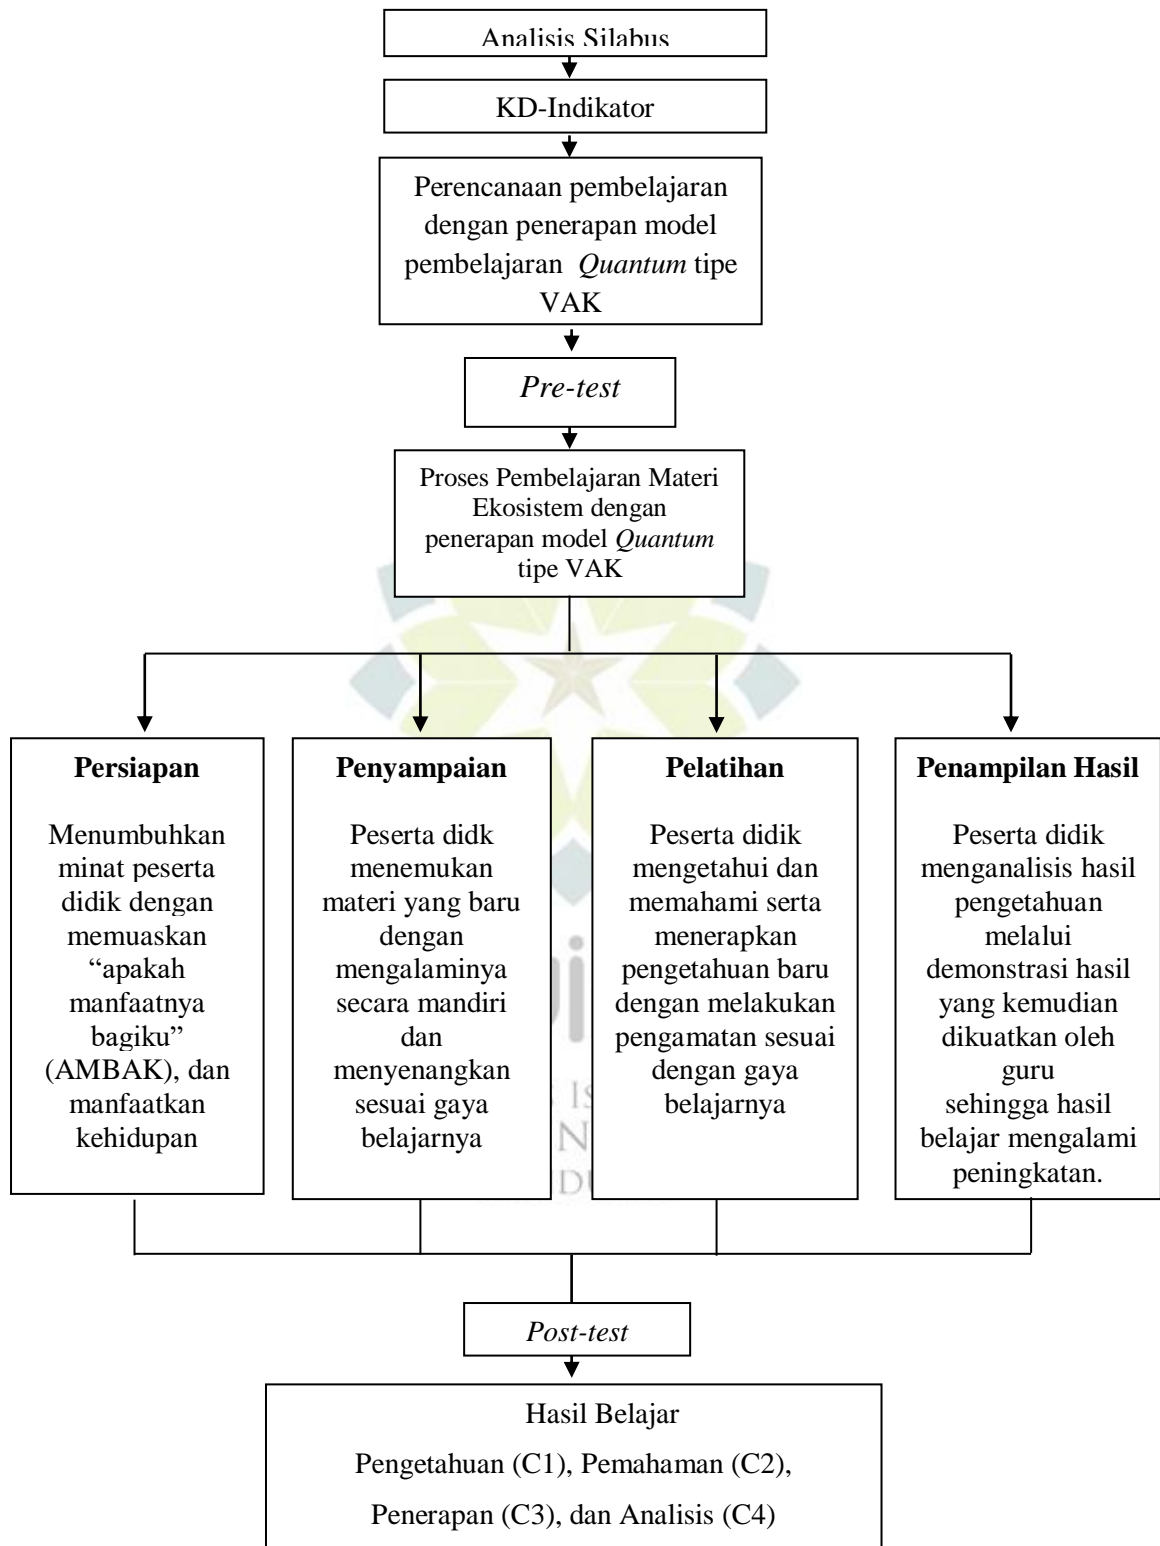 Analisis Silabus
KD-Indikator
Perencanaan pembelajaran
dengan penerapan model
pembelajaran Quantum tipe
VAK
Pre-test
Proses Pembelajaran Materi
Ekosistem dengan
penerapan model Quantum
tipe VAK
Persiapan
Menumbuhkan
minat peserta
didik dengan
memuaskan
“apakah
manfaatnya
bagiku”
(AMBAK), dan
manfaatkan
kehidupan
Penyampaian
Peserta didk
menemukan
materi yang baru
dengan
mengalaminya
secara mandiri
dan
menyenangkan
sesuai gaya
belajarnya
Pelatihan
Peserta didik
mengetahui dan
memahami serta
menerapkan
pengetahuan baru
dengan melakukan
pengamatan sesuai
dengan gaya
belajarnya
Penampilan Hasil
Peserta didik
menganalisis hasil
pengetahuan
melalui
demonstrasi hasil
yang kemudian
dikuatkan oleh
guru
sehingga hasil
belajar mengalami
peningkatan.
Post-test
Hasil Belajar
Pengetahuan (C1), Pemahaman (C2),
Penerapan (C3), dan Analisis (C4)